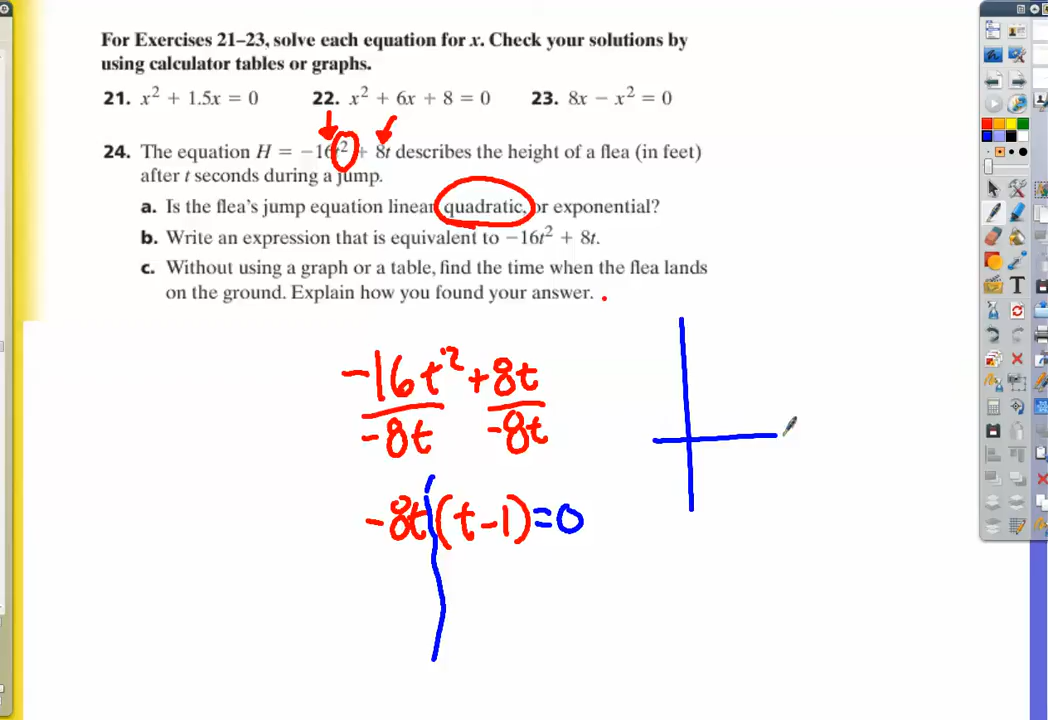 For Exercises 21–23, solve each equation for x. Check your solutions by
using calculator tables or graphs.
21. x² + 1.5x = 0 22. x² + 6x + 8 = 0 23. 8x − x² = 0
24. The equation H = −16t² + 8t describes the height of a flea (in feet)
after t seconds during a jump.
a. Is the flea's jump equation linear, quadratic, or exponential?
b. Write an expression that is equivalent to −16t² + 8t.
c. Without using a graph or a table, find the time when the flea lands
on the ground. Explain how you found your answer.
-16t² + 8t
-8t -8t
-8t (t-1) = 0
T